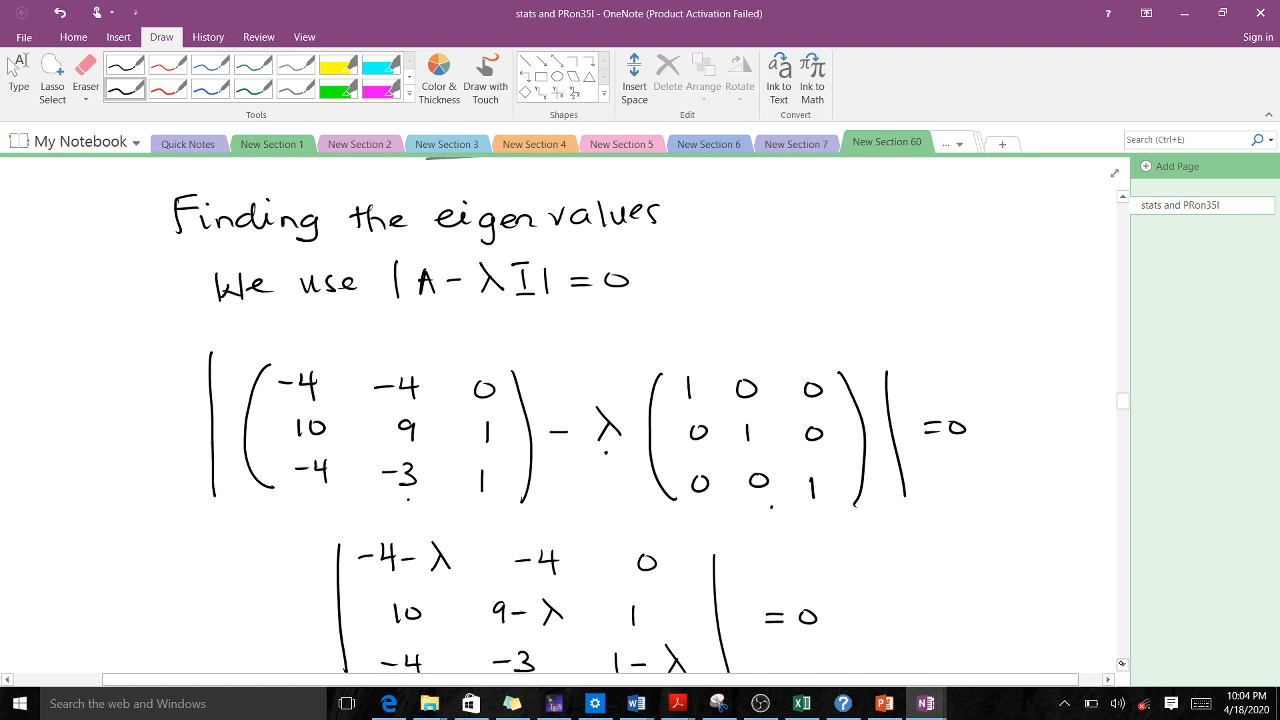 stats and PRon35I - OneNote (Product Activation Failed)
File Home Insert Draw History Review View Sign in
Type Lasso Select Eraser Color & Thickness Draw with Touch Insert Space Delete Arrange Rotate Ink to Text Ink to Math
Tools Shapes Edit Convert
My Notebook Quick Notes New Section 1 New Section 2 New Section 3 New Section 4 New Section 5 New Section 6 New Section 7 New Section 60 ... + Search (Ctrl+E)
Add Page
stats and PRon35I
Finding the eigen values
We use |A - λI| = 0
| ( -4 -4 0 ) - λ ( 1 0 0 ) | = 0
10 9 1 0 1 0
-4 -3 1 0 0 1
| -4-λ -4 0 | = 0
10 9-λ 1
-4 -3 1-λ
Search the web and Windows
10:04 PM
4/18/2020